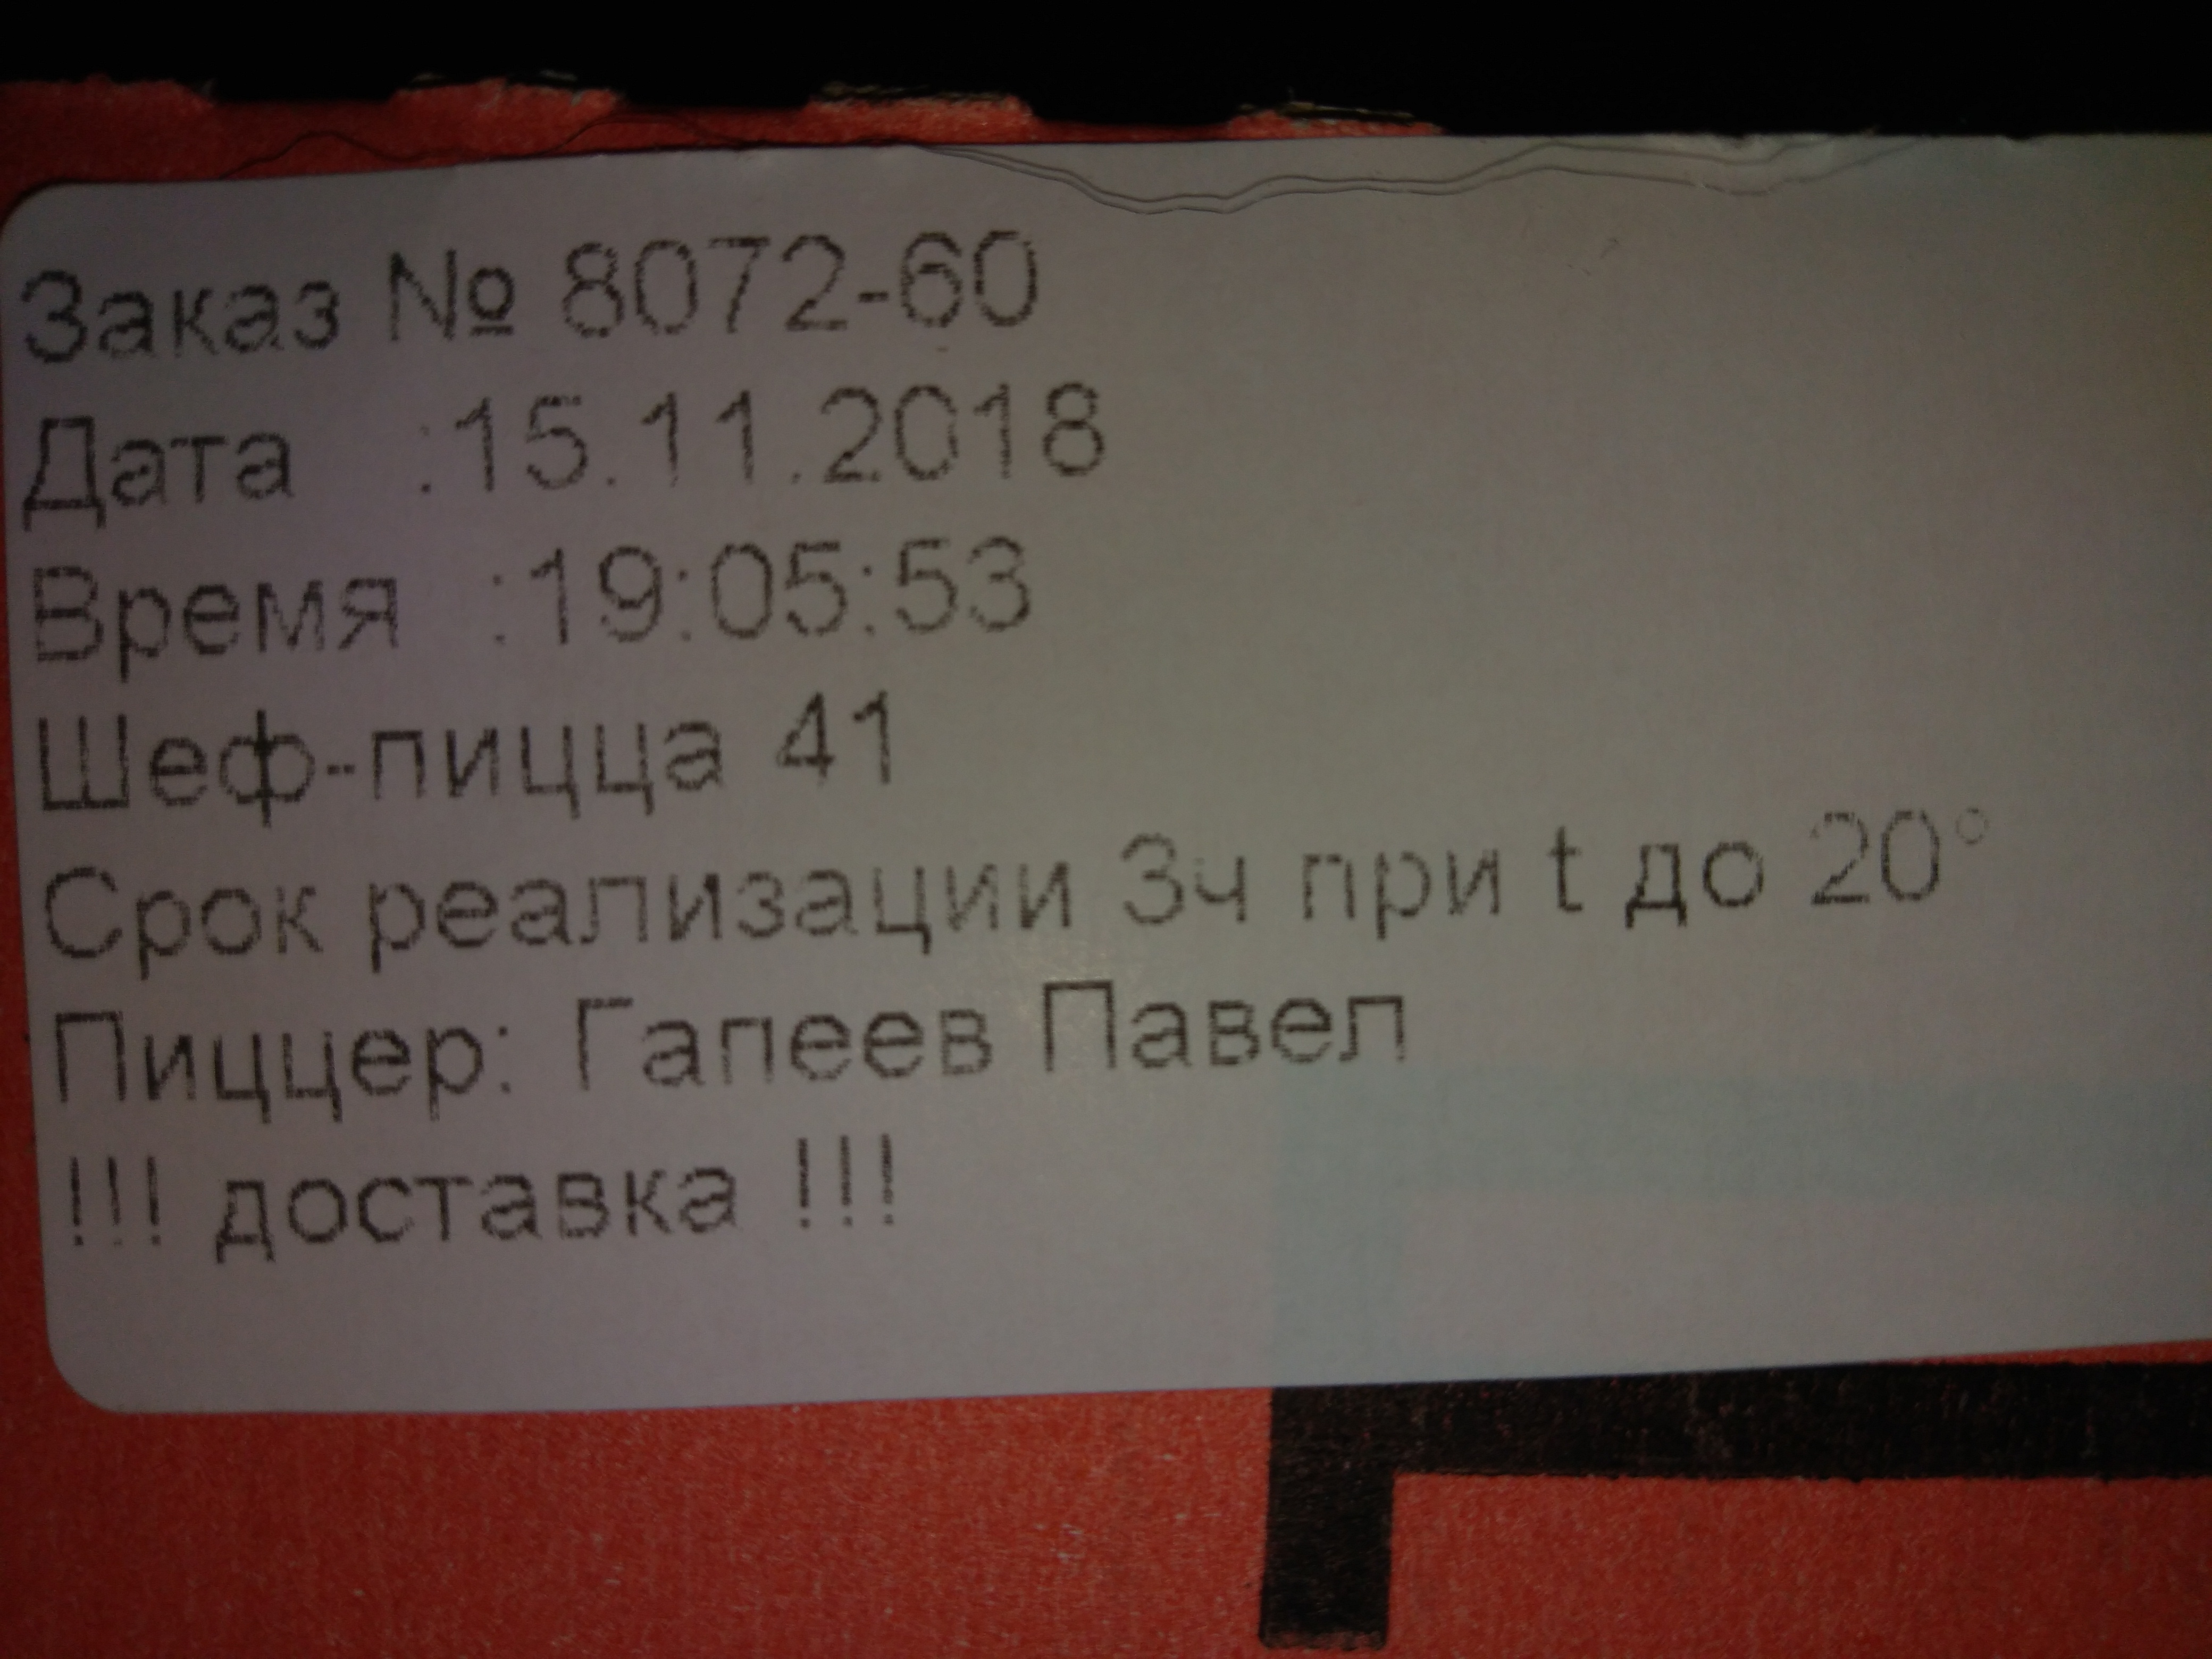 Заказ № 8072-60
Дата :15.11.2018
Время :19:05:53
Шеф-пицца 41
Срок реализации 3ч при t до 20°
Пиццер: Гапеев Павел
!!! доставка !!!